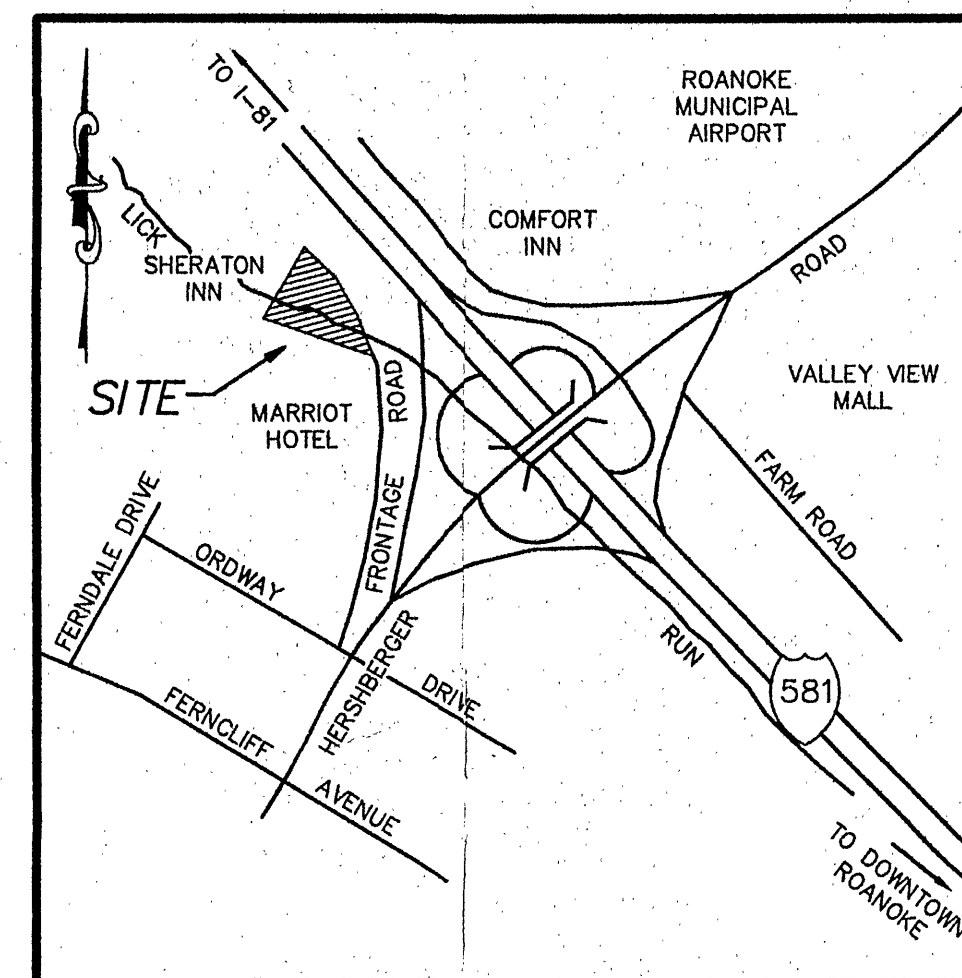 TO I-81
ROANOKE
MUNICIPAL
AIRPORT
LICK
COMFORT
INN
ROAD
SHERATON
INN
SITE
MARRIOT
HOTEL
ROAD
VALLEY VIEW
MALL
FARM ROAD
FERNDALE DRIVE
ORDWAY
FRONTAGE
RUN
HERSHBERGER
DRIVE
FERNCLIFF
581
AVENUE
TO DOWNTOWN
ROANOKE